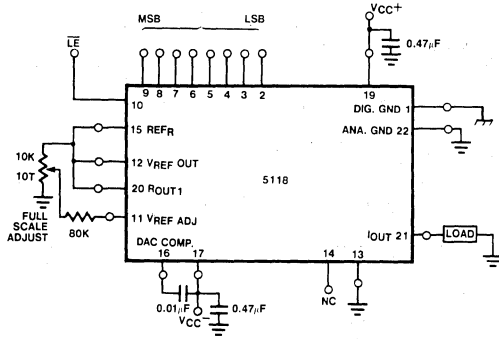 VCC+
MSB LSB
LE
0.47µF
9 8 7 6 5 4 3 2 19
10
DIG. GND 1
15 REFR
ANA. GND 22
10K
12 VREF OUT
10T
5118
20 ROUT1
FULL
SCALE
ADJUST
11 VREF ADJ
80K
IOUT 21
LOAD
DAC COMP.
16 17 14 13
0.01µF
0.47µF
VCC-
NC